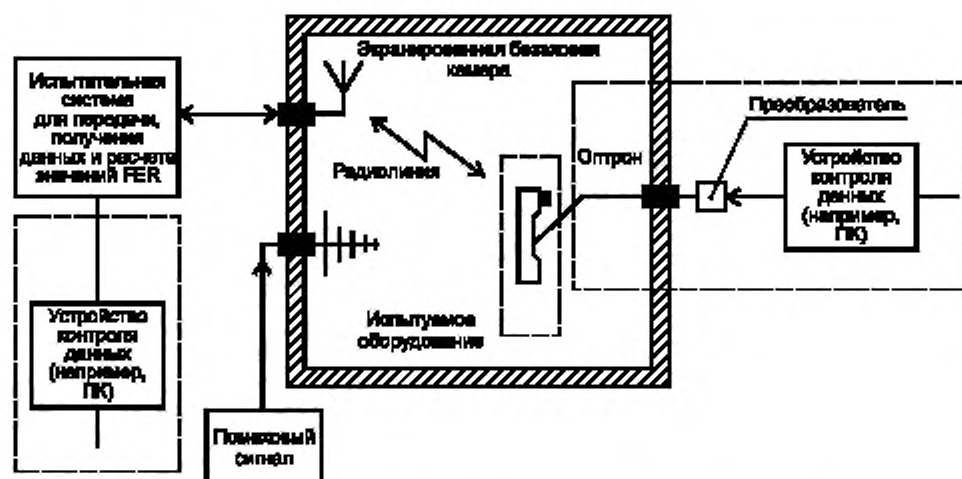 Экранированная безэховая
камера
Испытательная
система
для передачи,
получения
данных и расчета
значений FER
Радиолиния
Оптрон
Преобразователь
Устройство
контроля
данных
(например,
ПК)
Устройство
контроля
данных
(например,
ПК)
Испытуемое
оборудование
Помеховый
сигнал